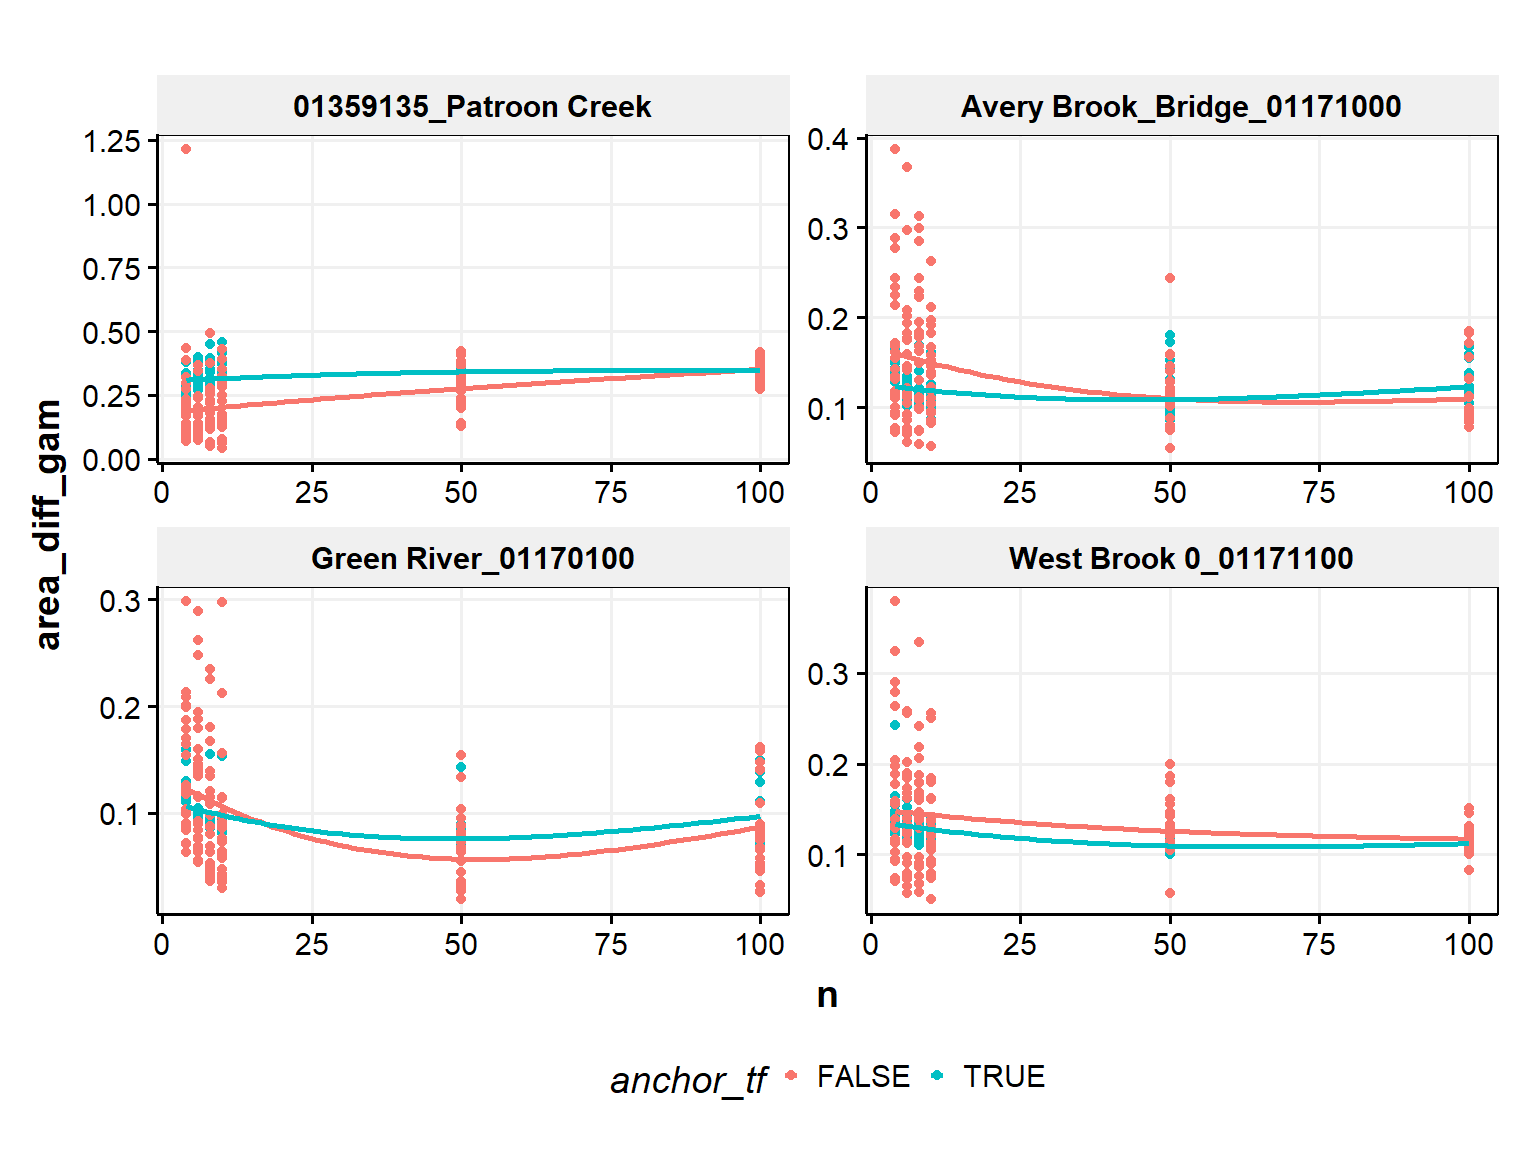 01359135_Patroon Creek
Avery Brook_Bridge_01171000
1.25
1.00
0.75
0.50
0.25
0.00
0 25 50 75 100
0.4
0.3
0.2
0.1
0 25 50 75 100
Green River_01170100
West Brook 0_01171100
0.3
0.2
0.1
0 25 50 75 100
0.3
0.2
0.1
0 25 50 75 100
area_diff_gam
n
anchor_tf FALSE TRUE